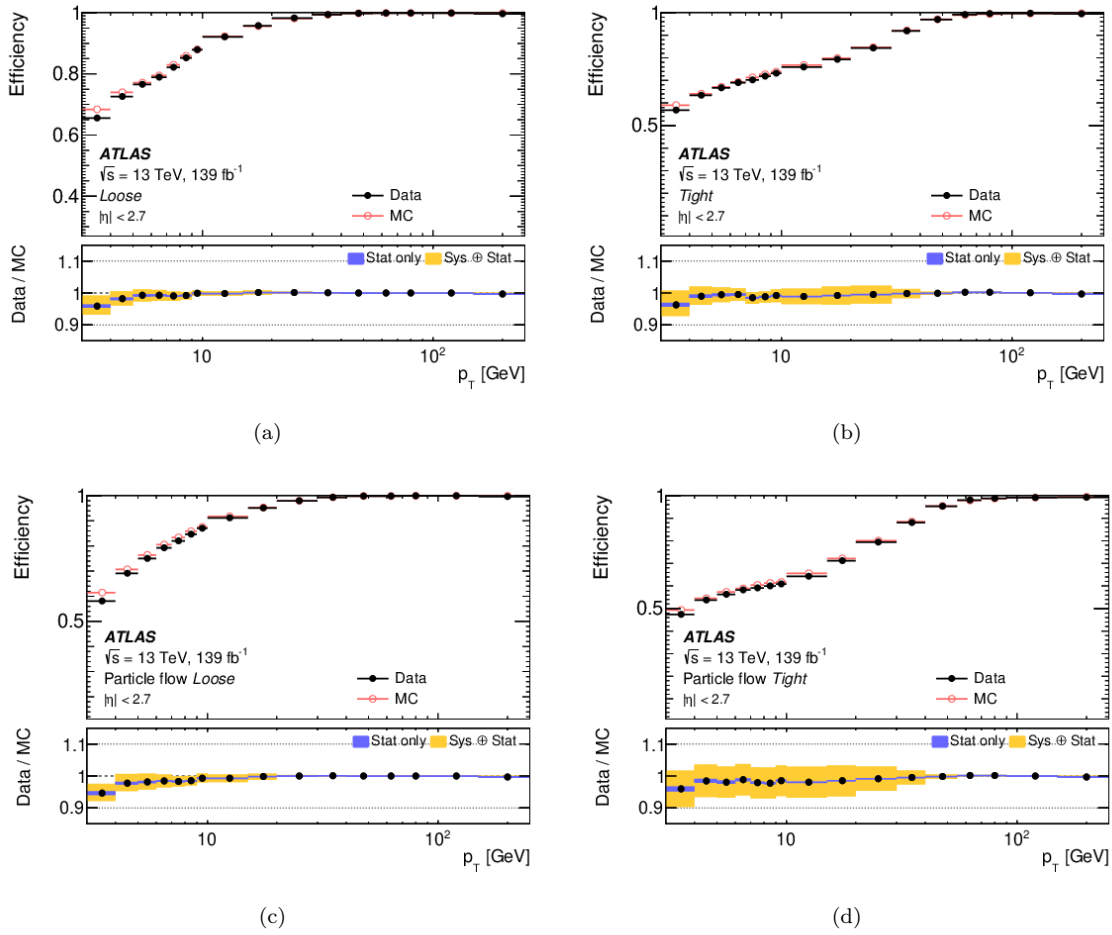 1
0.8
0.6
0.4
Efficiency
ATLAS
√s = 13 TeV, 139 fb⁻¹
Loose
|η| < 2.7
Data
MC
Data / MC
1.1
1
0.9
Stat only
Sys ⊕ Stat
10
10²
p_T [GeV]
(a)
1
0.5
Efficiency
ATLAS
√s = 13 TeV, 139 fb⁻¹
Tight
|η| < 2.7
Data
MC
Data / MC
1.1
1
0.9
Stat only
Sys ⊕ Stat
10
10²
p_T [GeV]
(b)
1
0.5
Efficiency
ATLAS
√s = 13 TeV, 139 fb⁻¹
Particle flow Loose
|η| < 2.7
Data
MC
Data / MC
1.1
1
0.9
Stat only
Sys ⊕ Stat
10
10²
p_T [GeV]
(c)
1
0.5
Efficiency
ATLAS
√s = 13 TeV, 139 fb⁻¹
Particle flow Tight
|η| < 2.7
Data
MC
Data / MC
1.1
1
0.9
Stat only
Sys ⊕ Stat
10
10²
p_T [GeV]
(d)